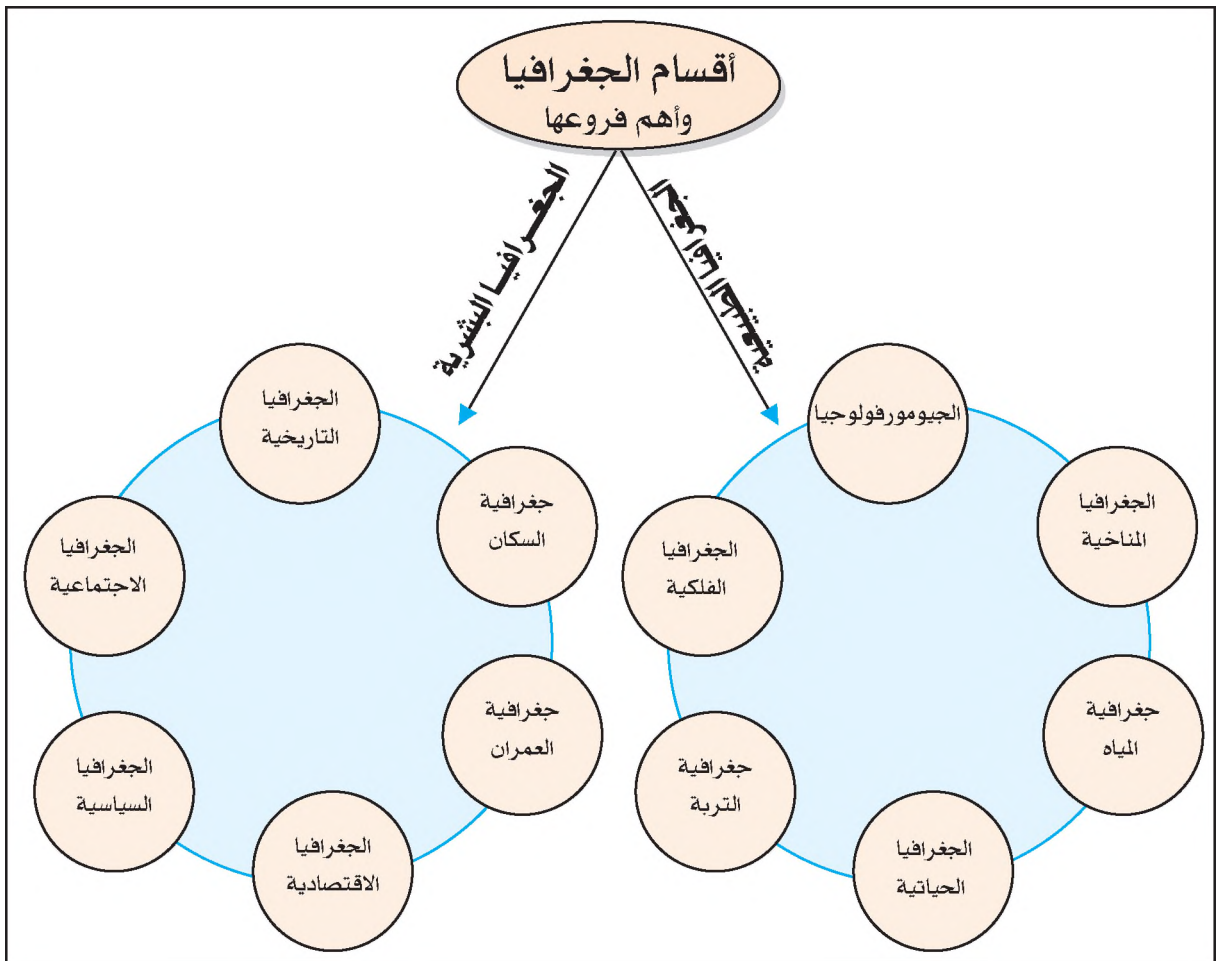 أقسام الجغرافيا
وأهم فروعها
الجغرافيا الطبيعية
الجغرافيا البشرية
الجيومورفولوجيا
الجغرافيا
المناخية
جغرافية
المياه
الجغرافيا
الحياتية
جغرافية
التربة
الجغرافيا
الفلكية
الجغرافيا
التاريخية
جغرافية
السكان
جغرافية
العمران
الجغرافيا
الاقتصادية
الجغرافيا
السياسية
الجغرافيا
الاجتماعية